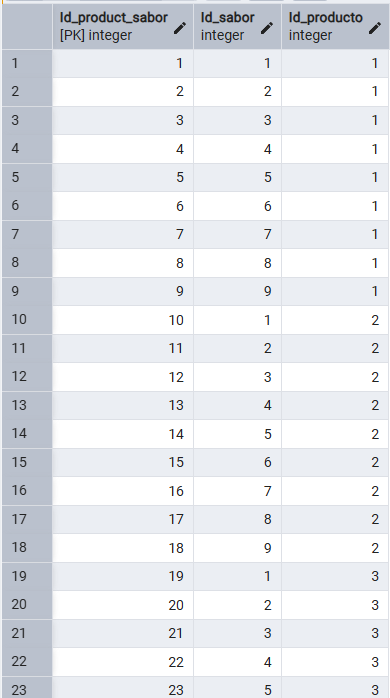 Id_product_sabor Id_sabor Id_producto
[PK] integer integer integer
1 1 1 1
2 2 2 1
3 3 3 1
4 4 4 1
5 5 5 1
6 6 6 1
7 7 7 1
8 8 8 1
9 9 9 1
10 10 1 2
11 11 2 2
12 12 3 2
13 13 4 2
14 14 5 2
15 15 6 2
16 16 7 2
17 17 8 2
18 18 9 2
19 19 1 3
20 20 2 3
21 21 3 3
22 22 4 3
23 23 5 3